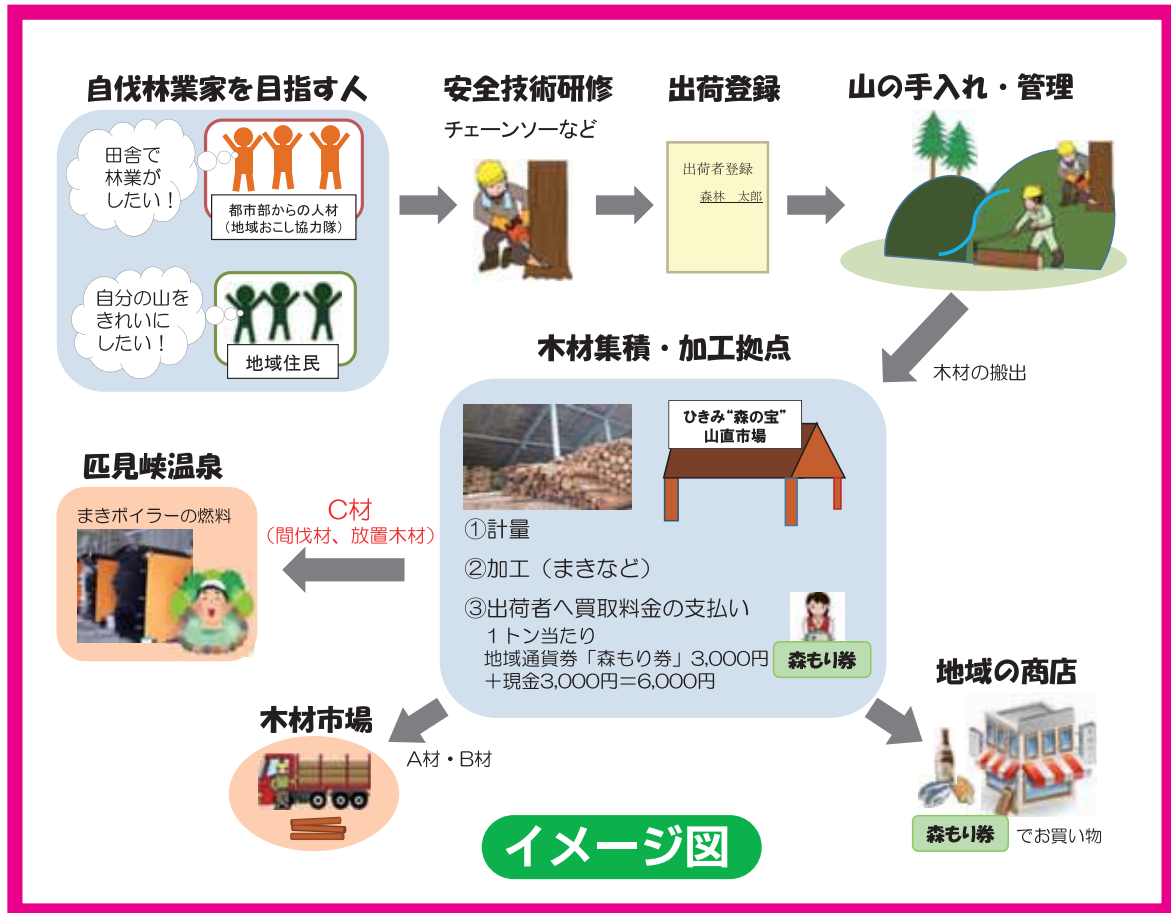 自伐林業家を目指す人
田舎で
林業が
したい！
都市部からの人材
（地域おこし協力隊）
自分の山を
きれいに
したい！
地域住民
安全技術研修
チェーンソーなど
出荷登録
出荷者登録
森林　太郎
山の手入れ・管理
木材の搬出
木材集積・加工拠点
ひきみ“森の宝”
山直市場
①計量
②加工（まきなど）
③出荷者へ買取料金の支払い
１トン当たり
地域通貨券「森もり券」3,000円
＋現金3,000円＝6,000円
森もり券
C材
（間伐材、放置木材）
匹見峡温泉
まきボイラーの燃料
木材市場
A材・B材
地域の商店
森もり券 でお買い物
イメージ図